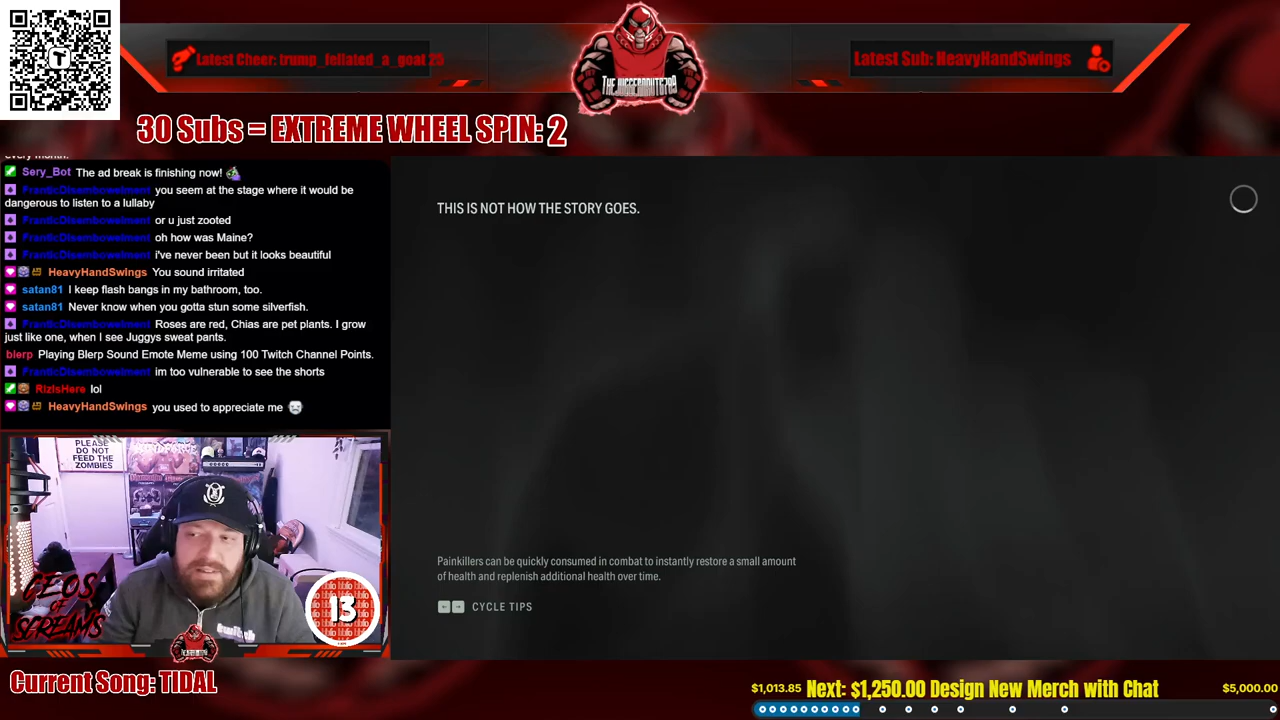 Latest Cheer: trump_fellated_a_goat 25
THEJUGGERNAUT6789
Latest Sub: HeavyHandSwings
30 Subs = EXTREME WHEEL SPIN: 2
every month.
Sery_Bot The ad break is finishing now!
FranticDisembowelment you seem at the stage where it would be
dangerous to listen to a lullaby
FranticDisembowelment or u just zooted
FranticDisembowelment oh how was Maine?
FranticDisembowelment i've never been but it looks beautiful
HeavyHandSwings You sound irritated
satan81 I keep flash bangs in my bathroom, too.
satan81 Never know when you gotta stun some silverfish.
FranticDisembowelment Roses are red, Chias are pet plants. I grow
just like one, when I see Juggys sweat pants.
blerp Playing Blerp Sound Emote Meme using 100 Twitch Channel Points.
FranticDisembowelment im too vulnerable to see the shorts
RizIsHere lol
HeavyHandSwings you used to appreciate me
THIS IS NOT HOW THE STORY GOES.
Painkillers can be quickly consumed in combat to instantly restore a small amount
of health and replenish additional health over time.
CYCLE TIPS
PLEASE
DO NOT
FEED THE
ZOMBIES
CEOS
OF
SCREAMS
13
Current Song: TIDAL
$1,013.85 Next: $1,250.00 Design New Merch with Chat $5,000.00